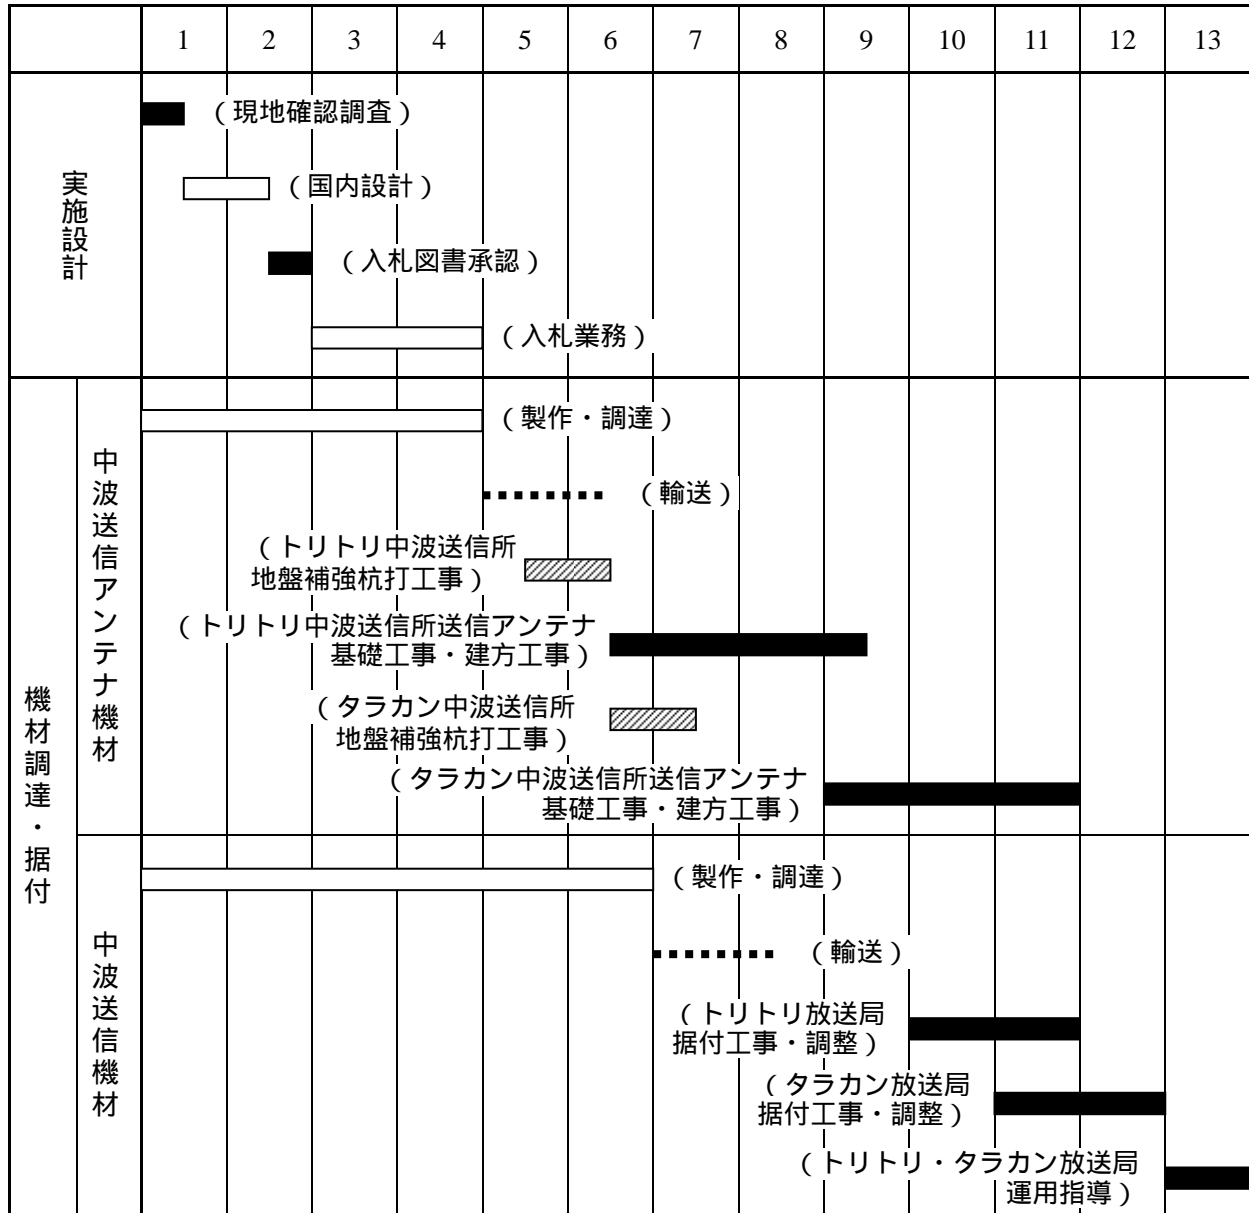 1 2 3 4 5 6 7 8 9 10 11 12 13
実施設計
(現地確認調査)
(国内設計)
(入札図書承認)
(入札業務)
機材調達・据付
中波送信アンテナ機材
(製作・調達)
(輸送)
(トリトリ中波送信所
地盤補強杭打工事)
(トリトリ中波送信所送信アンテナ
基礎工事・建方工事)
(タラカン中波送信所
地盤補強杭打工事)
(タラカン中波送信所送信アンテナ
基礎工事・建方工事)
中波送信機材
(製作・調達)
(輸送)
(トリトリ放送局
据付工事・調整)
(タラカン放送局
据付工事・調整)
(トリトリ・タラカン放送局
運用指導)